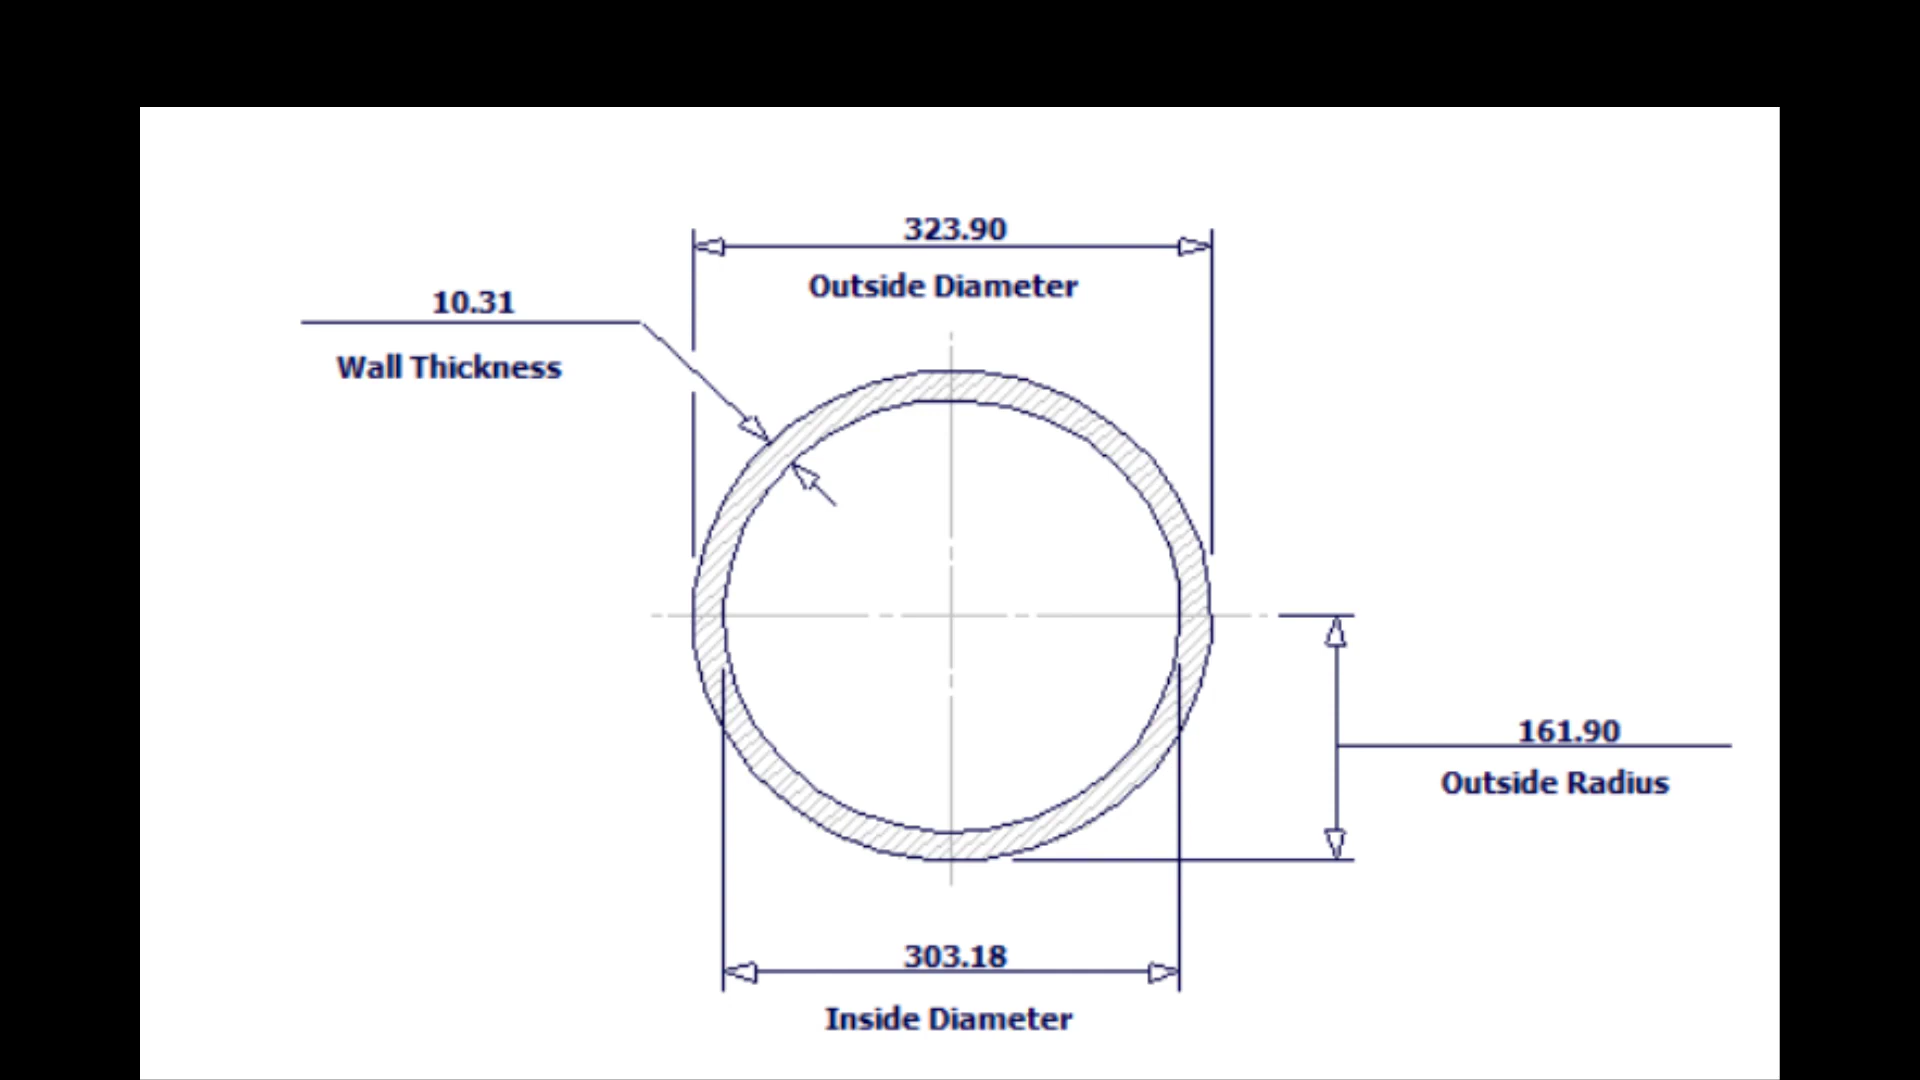 323.90
Outside Diameter
10.31
Wall Thickness
161.90
Outside Radius
303.18
Inside Diameter